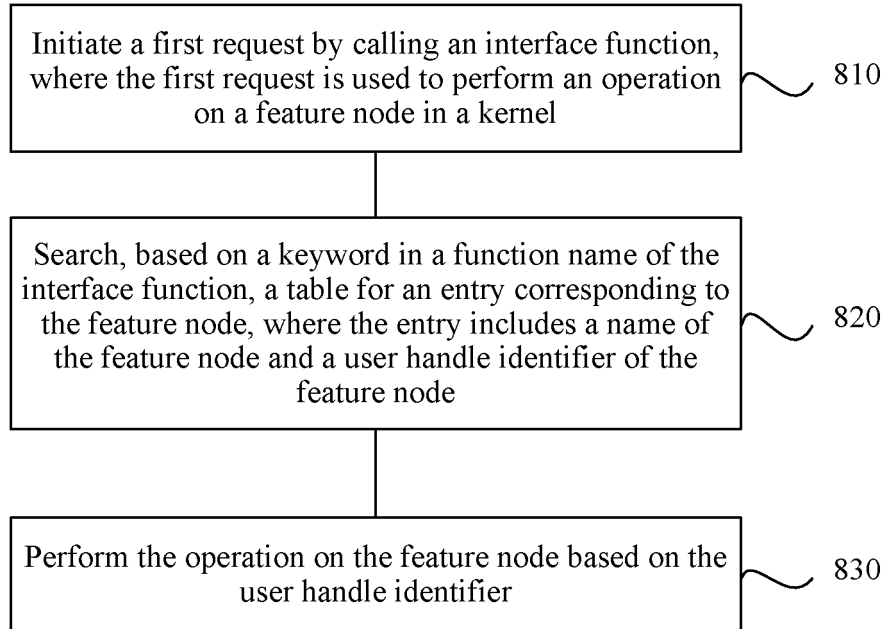 Initiate a first request by calling an interface function,
where the first request is used to perform an operation
on a feature node in a kernel
810
Search, based on a keyword in a function name of the
interface function, a table for an entry corresponding to
the feature node, where the entry includes a name of
the feature node and a user handle identifier of the
feature node
820
Perform the operation on the feature node based on the
user handle identifier
830